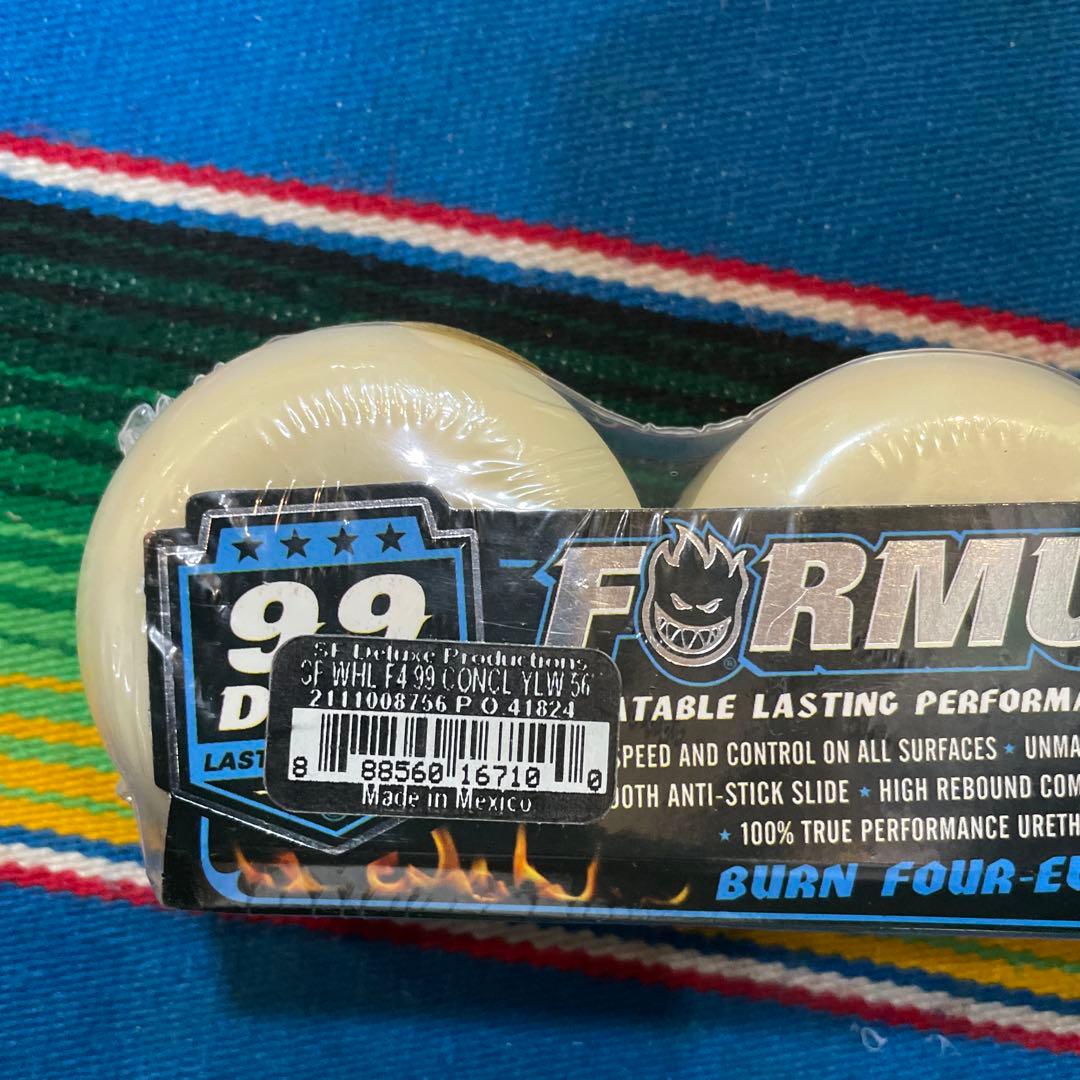 99
D
LAST
FORMU
®
SF Deluxe Productions
SF WHL F4 99 CONCL YLW 56
2111008756 P O 41824
8 88560 16710 0
Made in Mexico
ATABLE LASTING PERFORMA
SPEED AND CONTROL ON ALL SURFACES ★ UNMA
OOTH ANTI-STICK SLIDE ★ HIGH REBOUND COM
★ 100% TRUE PERFORMANCE URETH
BURN FOUR-E